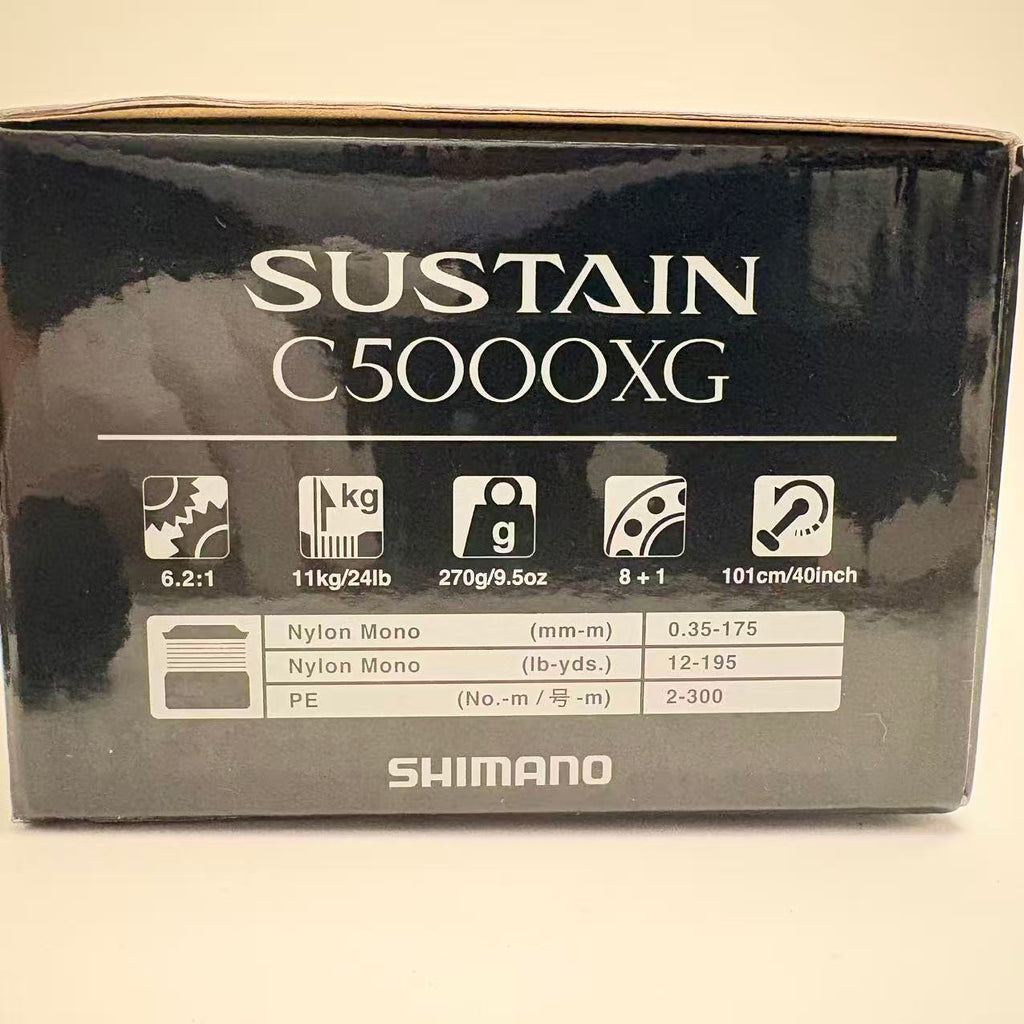 SUSTAIN
C5000XG
kg g
6.2:1 11kg/24lb 270g/9.5oz 8+1 101cm/40inch
Nylon Mono (mm-m) 0.35-175
Nylon Mono (lb-yds.) 12-195
PE (No.-m / 号 -m) 2-300
SHIMANO